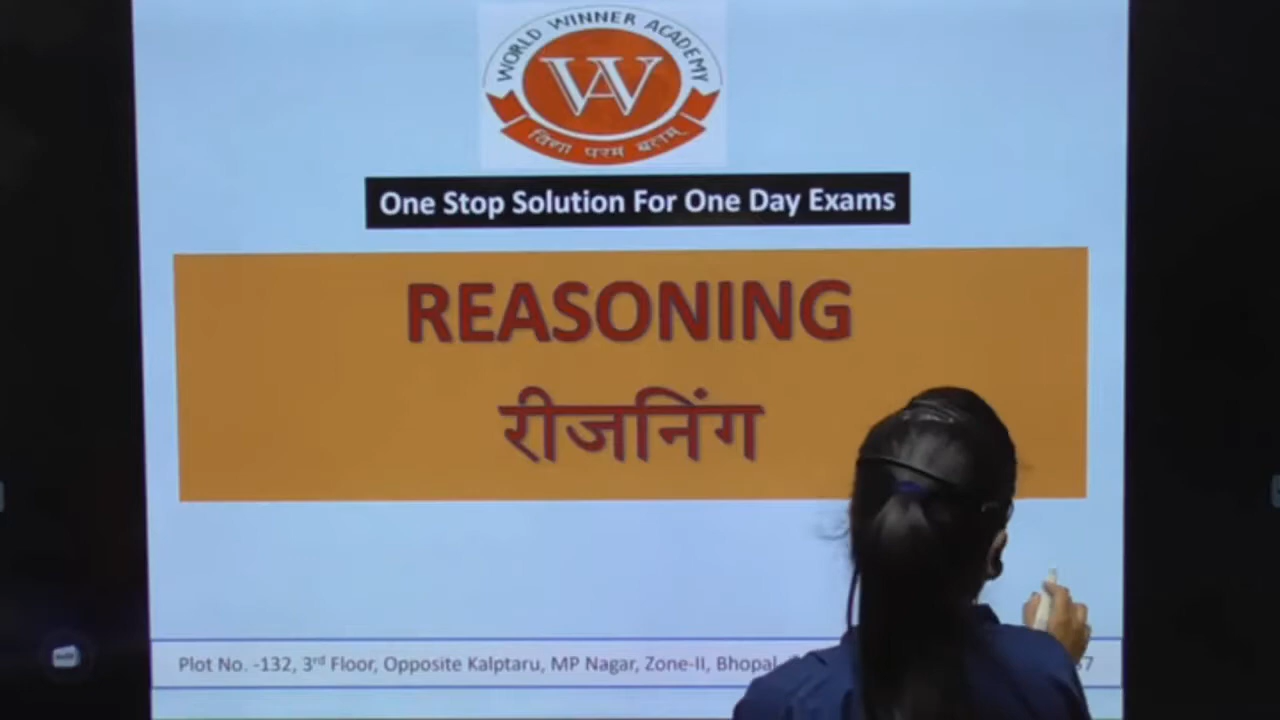 WORLD WINNER ACADEMY
WA
विद्या परमं बलम्
One Stop Solution For One Day Exams
REASONING
रीजनिंग
Plot No. -132, 3rd Floor, Opposite Kalptaru, MP Nagar, Zone-II, Bhopal